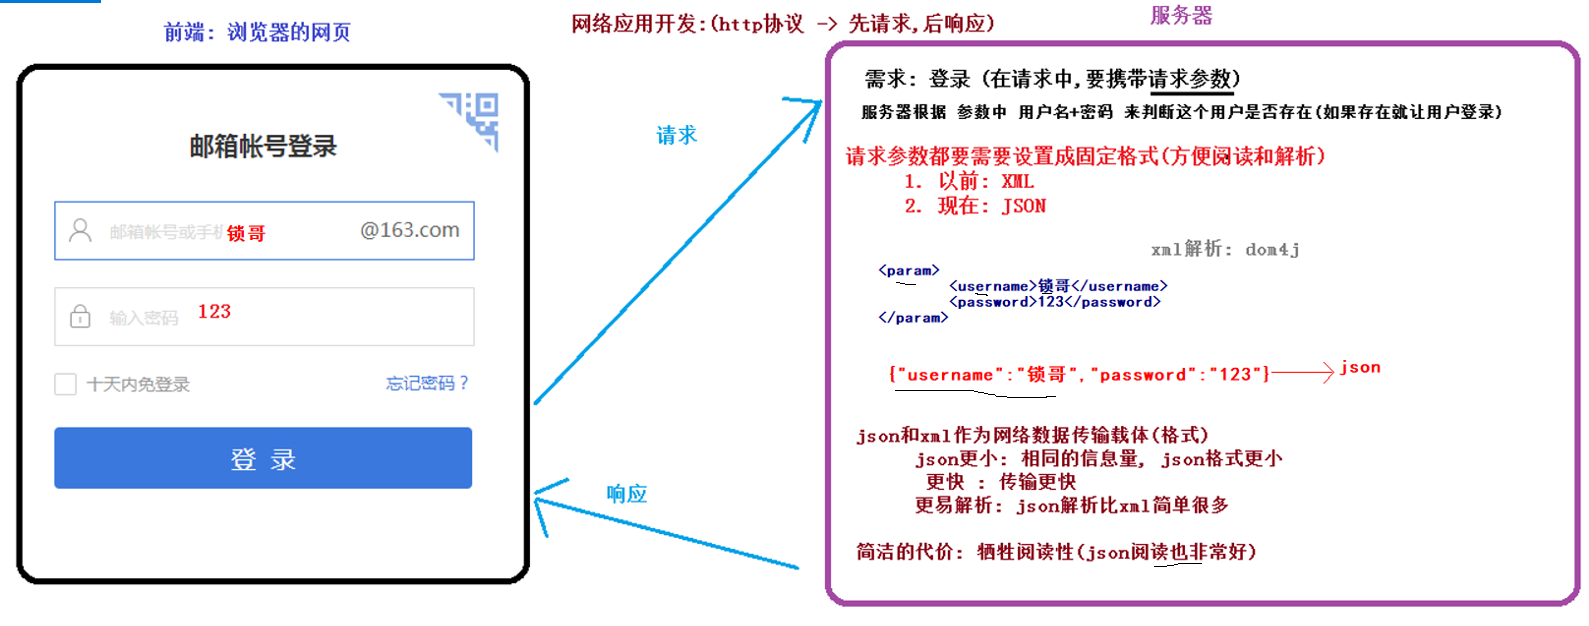 前端: 浏览器的网页
网络应用开发:(http协议 -> 先请求,后响应)
服务器
邮箱帐号登录
邮箱帐号或手机 锁哥 @163.com
输入密码 123
十天内免登录 忘记密码？
登 录
请求
响应
需求: 登录 (在请求中,要携带请求参数)
服务器根据 参数中 用户名+密码 来判断这个用户是否存在(如果存在就让用户登录)
请求参数都要需要设置成固定格式(方便阅读和解析)
1. 以前: XML
2. 现在: JSON
xml解析: dom4j
<param>
<username>锁哥</username>
<password>123</password>
</param>
{"username":"锁哥","password":"123"} json
json和xml作为网络数据传输载体(格式)
json更小: 相同的信息量, json格式更小
更快 : 传输更快
更易解析: json解析比xml简单很多
简洁的代价: 牺牲阅读性(json阅读也非常好)